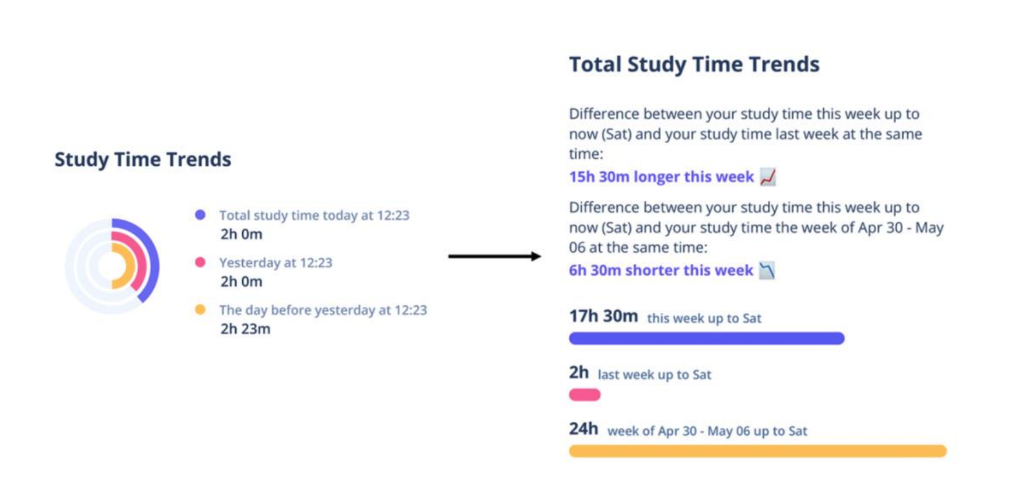 Study Time Trends
Total study time today at 12:23
2h 0m
Yesterday at 12:23
2h 0m
The day before yesterday at 12:23
2h 23m
Total Study Time Trends
Difference between your study time this week up to
now (Sat) and your study time last week at the same
time:
15h 30m longer this week 📈
Difference between your study time this week up to
now (Sat) and your study time the week of Apr 30 - May
06 at the same time:
6h 30m shorter this week 📉
17h 30m this week up to Sat
2h last week up to Sat
24h week of Apr 30 - May 06 up to Sat